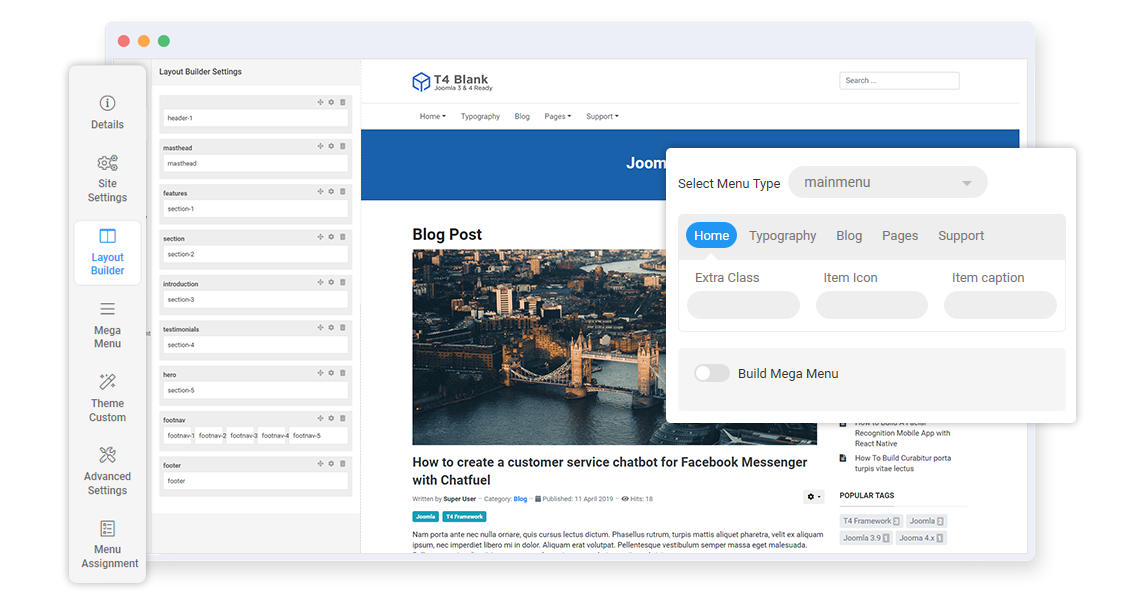 Details
Site
Settings
Layout
Builder
Mega
Menu
Theme
Custom
Advanced
Settings
Menu
Assignment
Layout Builder Settings
header-1
masthead
masthead
features
section-1
section
section-2
introduction
section-3
testimonials
section-4
hero
section-5
footnav
footnav-1 footnav-2 footnav-3 footnav-4 footnav-5
footer
footer
T4 Blank
Joomla 3 & 4 Ready
Search ...
Home Typography Blog Pages Support
Joom
Blog Post
How to create a customer service chatbot for Facebook Messenger
with Chatfuel
Written by Super User – Category: Blog – Published: 11 April 2019 – Hits: 18
Joomla T4 Framework
Nam porta ante nec nulla ornare, quis cursus lectus dictum. Phasellus rutrum, turpis mattis aliquet pharetra, velit ex aliquam
ipsum, nec imperdiet libero mi in dolor. Aliquam erat volutpat. Pellentesque vestibulum semper massa eget malesuada.
Select Menu Type mainmenu
Home Typography Blog Pages Support
Extra Class Item Icon Item caption
Build Mega Menu
How to Build A Facial
Recognition Mobile App with
React Native
How To Build Curabitur porta
turpis vitae lectus
POPULAR TAGS
T4 Framework 3 Joomla 3
Joomla 3.9 1 Jooma 4.x 1